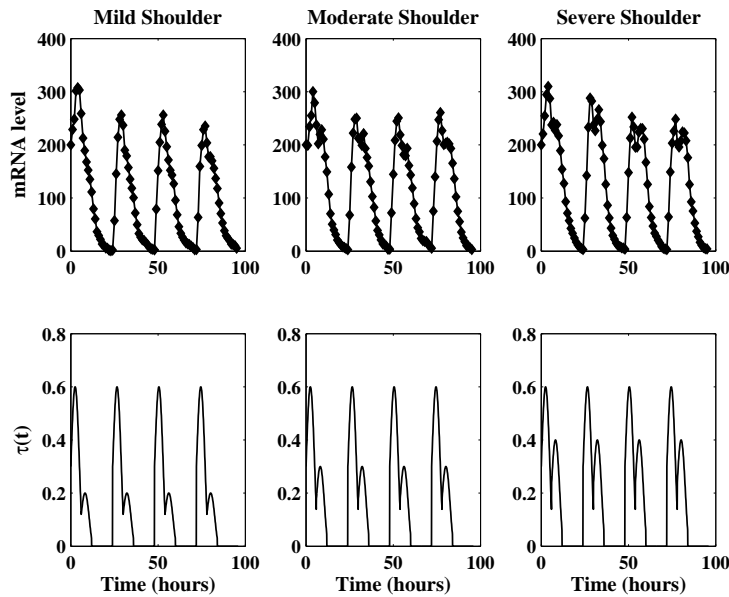 Mild Shoulder Moderate Shoulder Severe Shoulder
400 400 400
300 300 300
mRNA level
200 200 200
100 100 100
0 0 0
0 50 100 0 50 100 0 50 100
0.8 0.8 0.8
0.6 0.6 0.6
τ(t)
0.4 0.4 0.4
0.2 0.2 0.2
0 0 0
0 50 100 0 50 100 0 50 100
Time (hours) Time (hours) Time (hours)